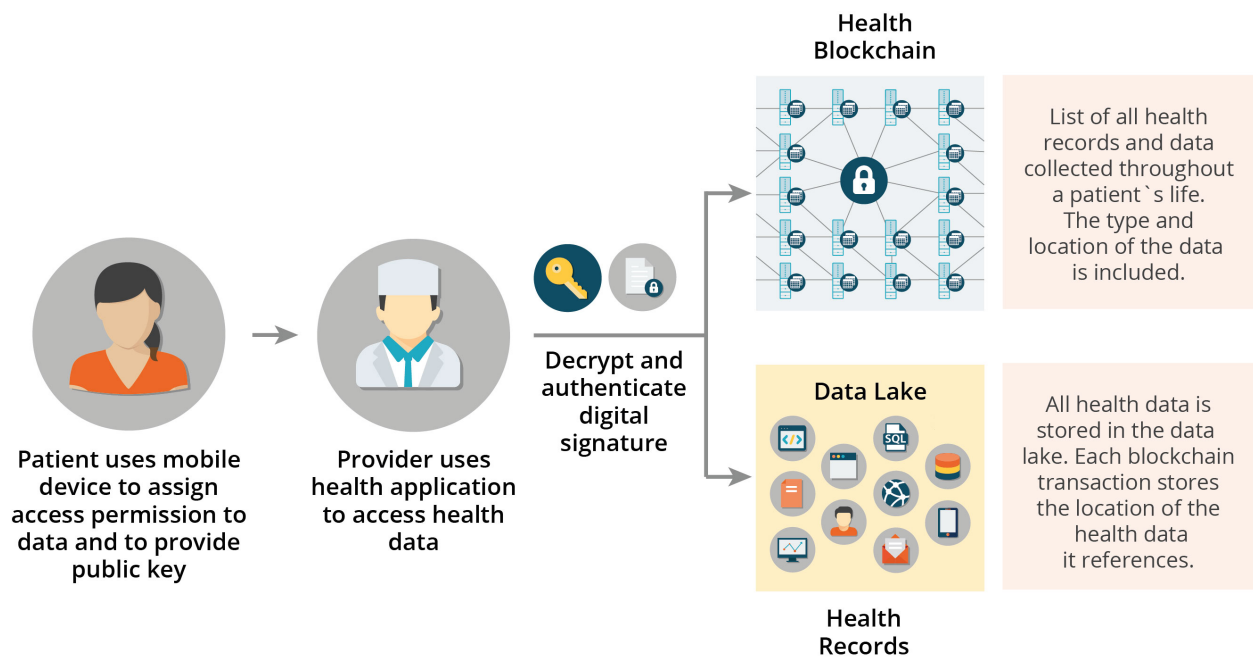 Health
Blockchain
List of all health
records and data
collected throughout
a patient`s life.
The type and
location of the data
is included.
Patient uses mobile
device to assign
access permission to
data and to provide
public key
Provider uses
health application
to access health
data
Decrypt and
authenticate
digital
signature
Data Lake
SQL
All health data is
stored in the data
lake. Each blockchain
transaction stores
the location of the
health data
it references.
Health
Records